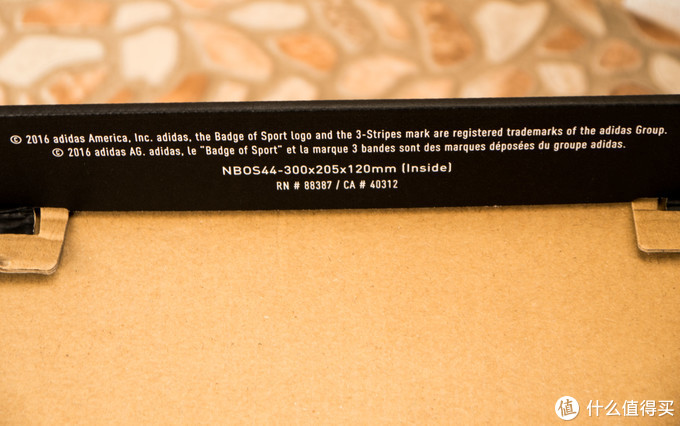 © 2016 adidas America, Inc. adidas, the Badge of Sport logo and the 3-Stripes mark are registered trademarks of the adidas Group.
© 2016 adidas AG. adidas, le "Badge of Sport" et la marque 3 bandes sont des marques déposées du groupe adidas.
NBOS44-300x205x120mm (Inside)
RN # 88387 / CA # 40312
值 什么值得买